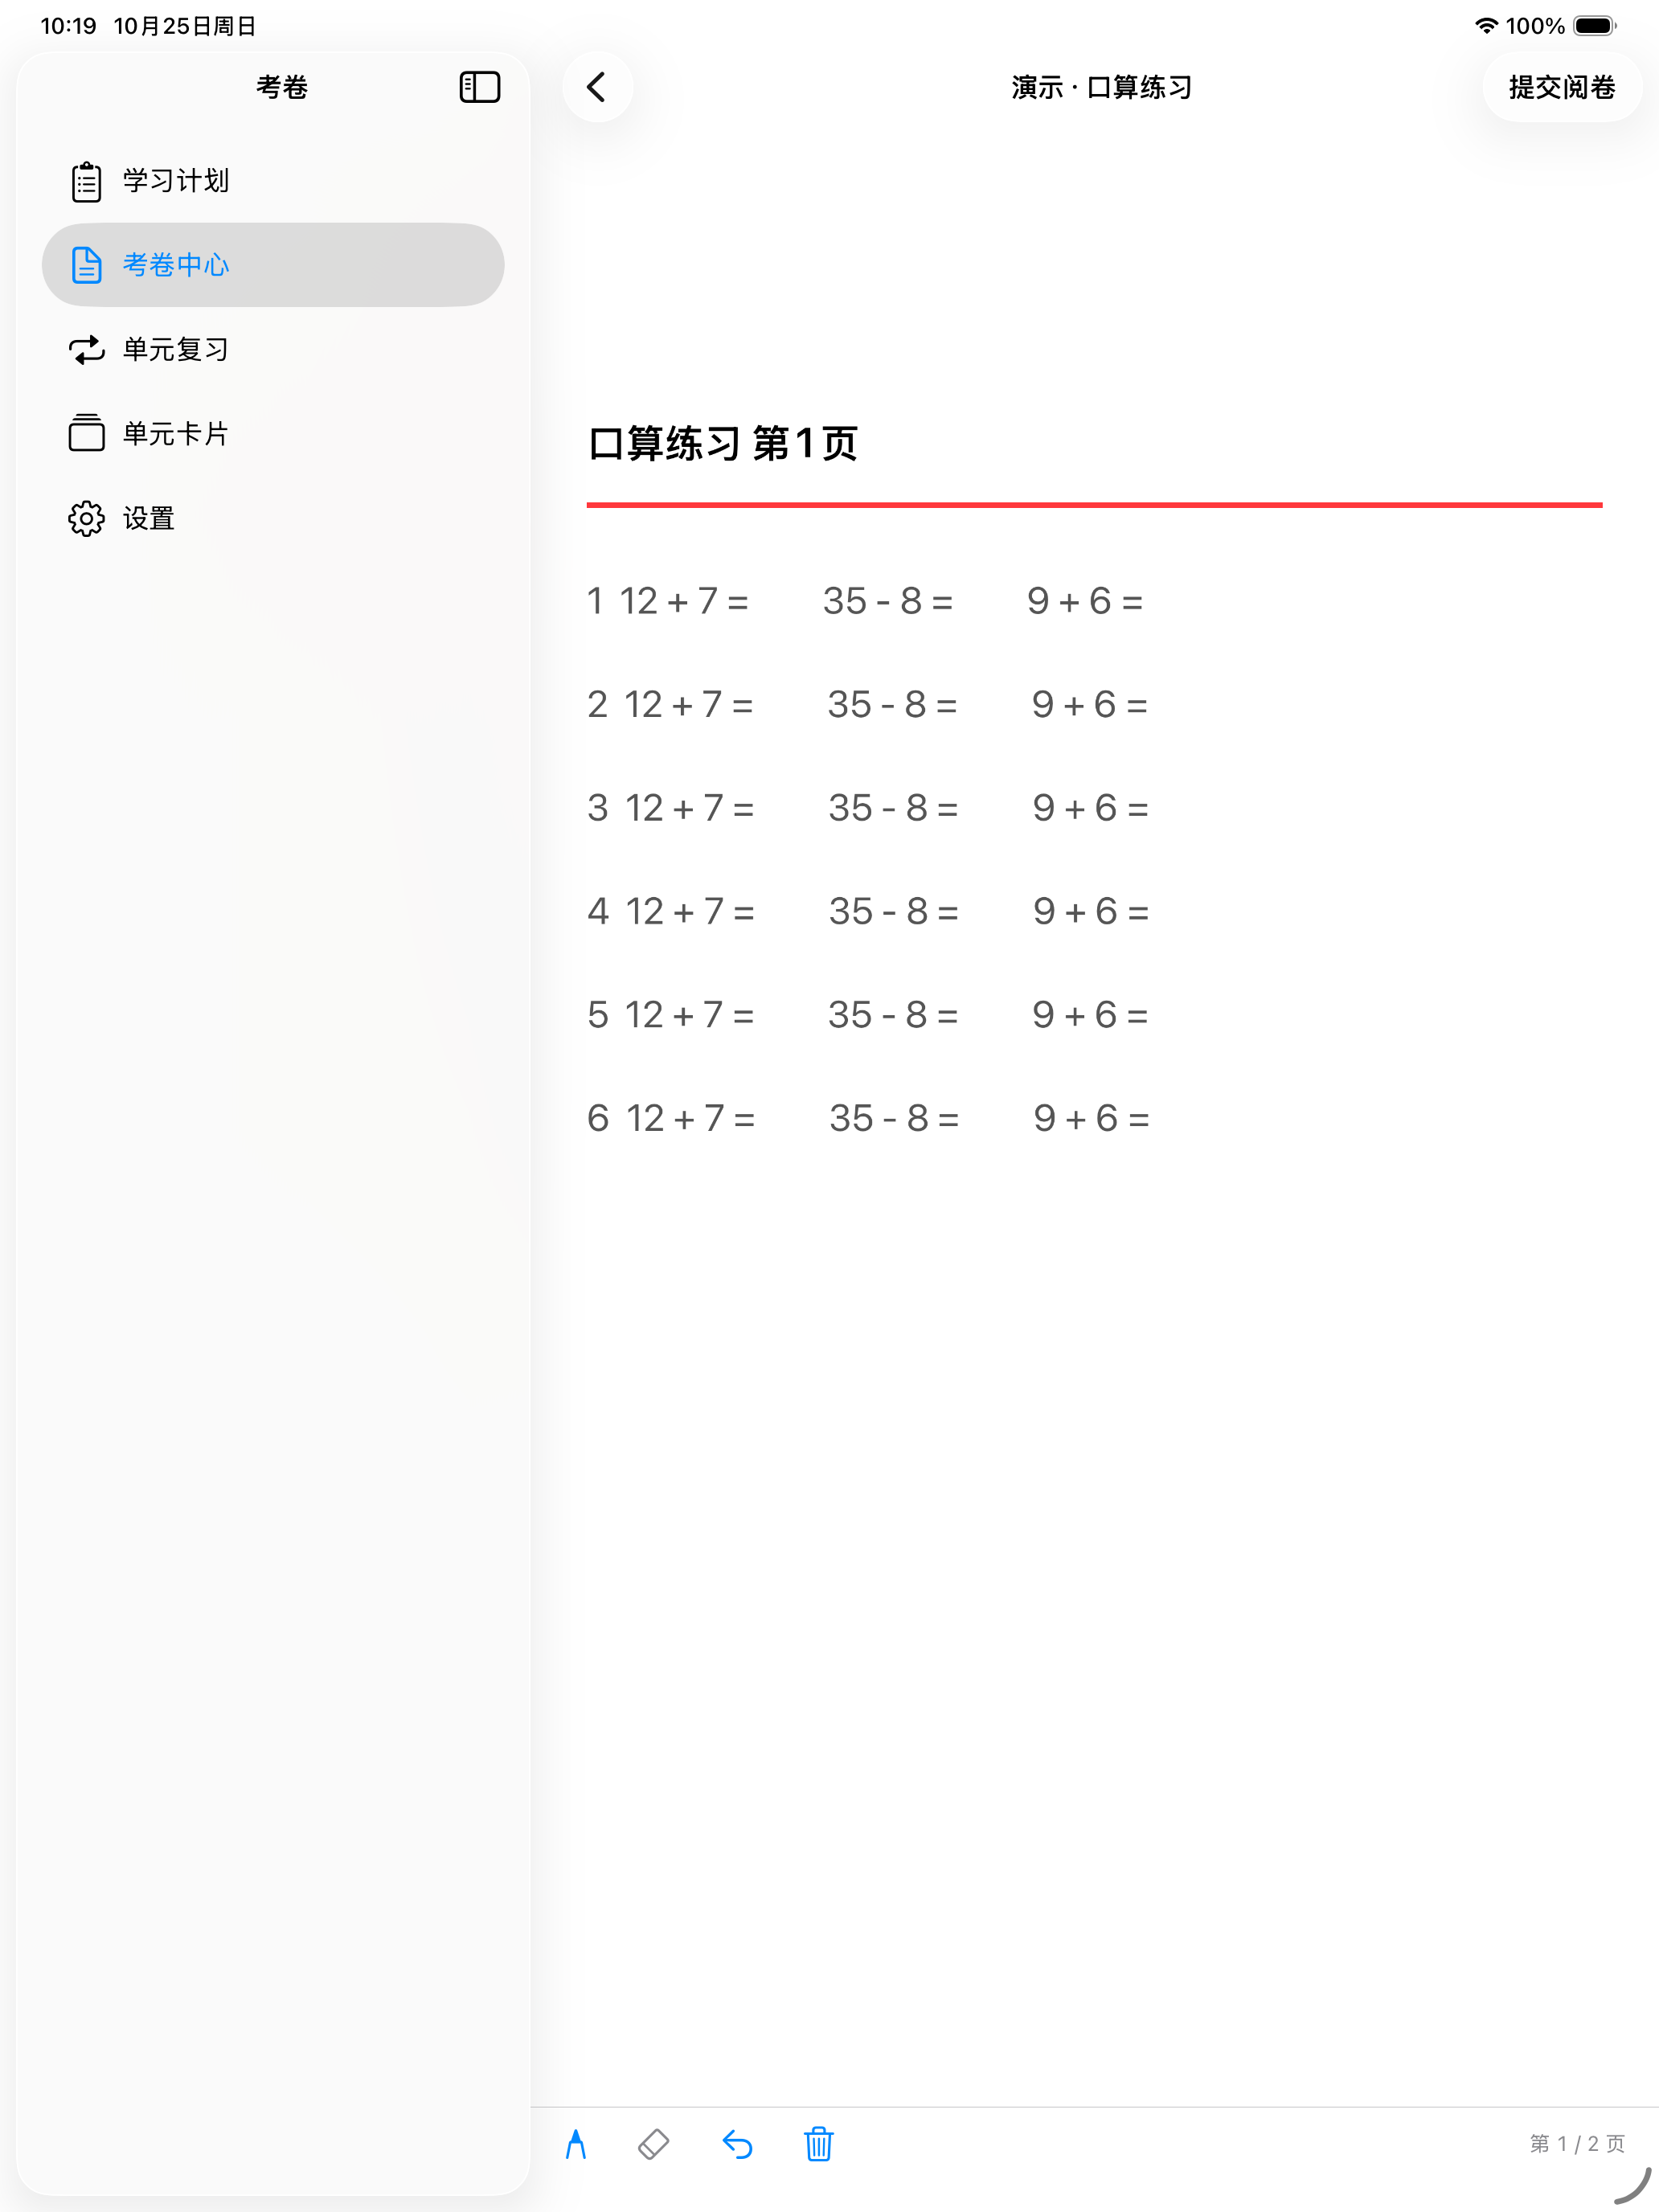 10:19 10月25日周日
100%
考卷
学习计划
考卷中心
单元复习
单元卡片
设置
演示 · 口算练习
提交阅卷
口算练习 第1页
1 12 + 7 = 35 - 8 = 9 + 6 =
2 12 + 7 = 35 - 8 = 9 + 6 =
3 12 + 7 = 35 - 8 = 9 + 6 =
4 12 + 7 = 35 - 8 = 9 + 6 =
5 12 + 7 = 35 - 8 = 9 + 6 =
6 12 + 7 = 35 - 8 = 9 + 6 =
第 1 / 2 页